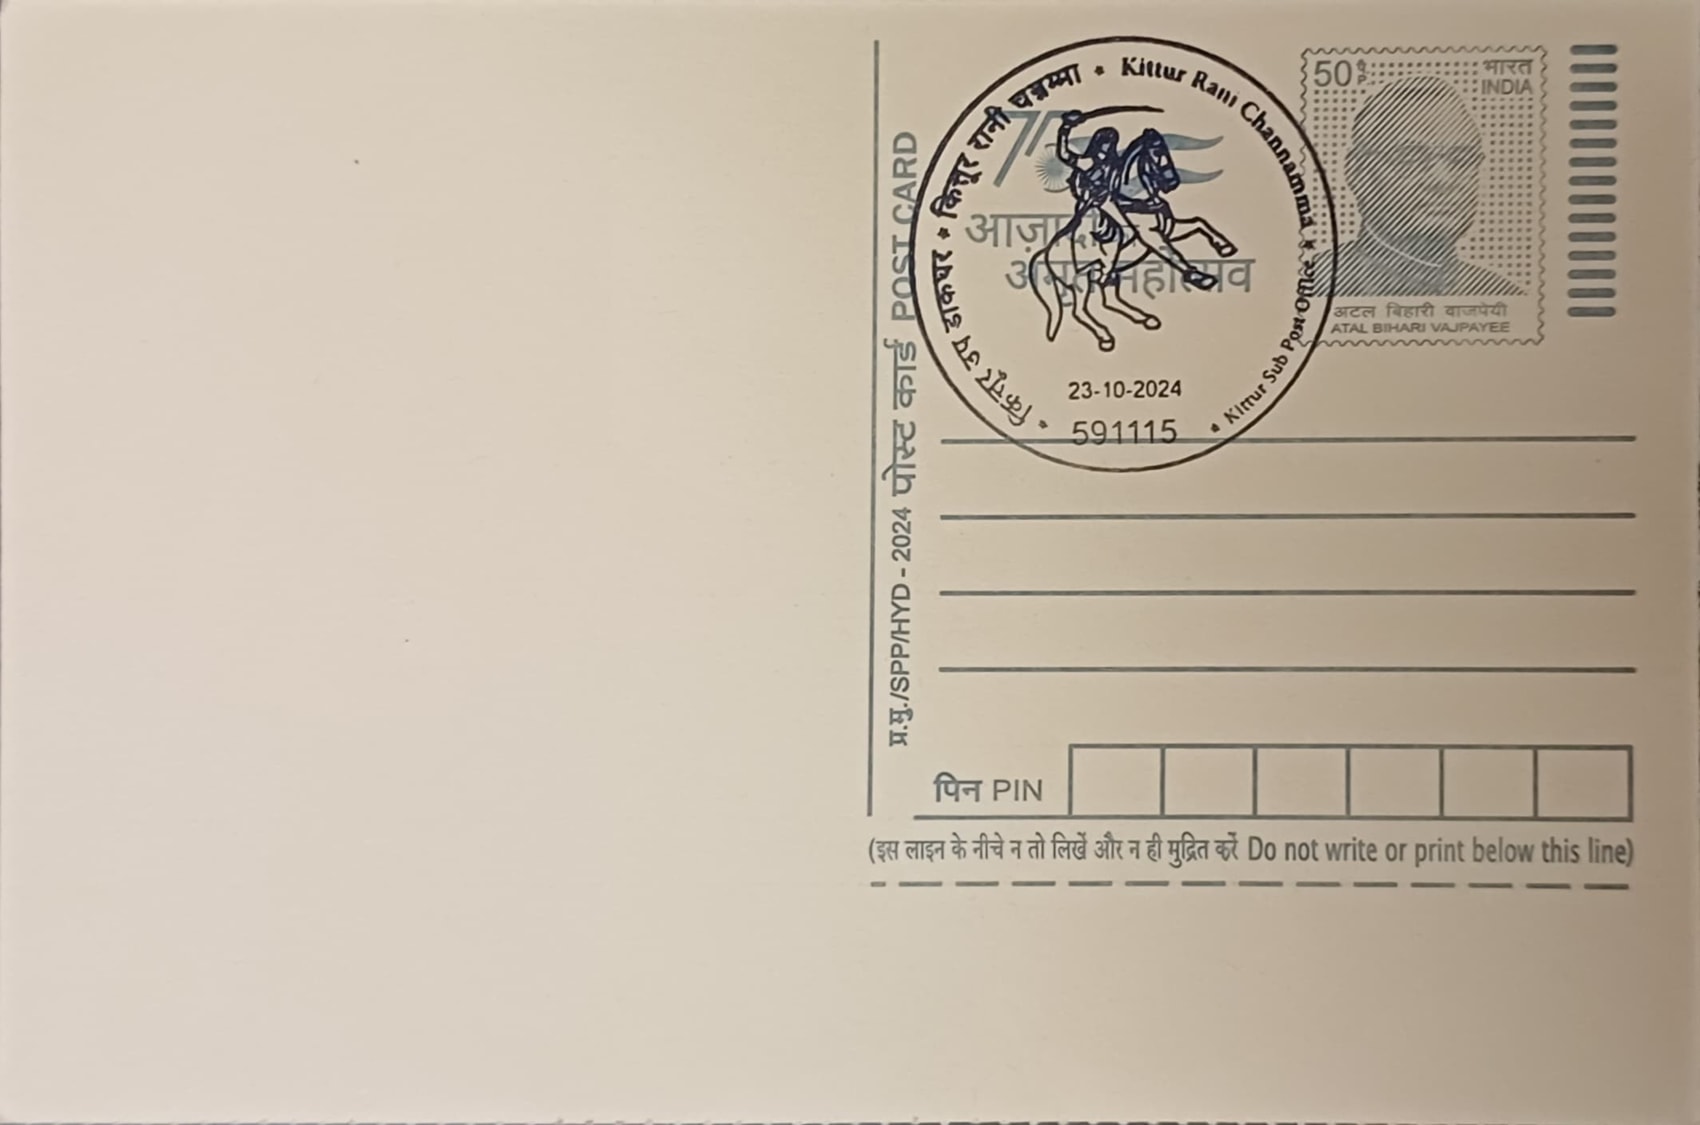 कित्तूर रानी चन्नम्मा * Kittur Rani Channamma *
* कित्तूर उप डाकघर *
Kittur Sub Post Office *
75
आज़ादी का
अमृत महोत्सव
23-10-2024
591115
50 पै. P.
भारत
INDIA
अटल बिहारी वाजपेयी
ATAL BIHARI VAJPAYEE
प्र.मु./SPP/HYD - 2024 पोस्ट कार्ड POST CARD
पिन PIN
(इस लाइन के नीचे न तो लिखें और न ही मुद्रित करें Do not write or print below this line)